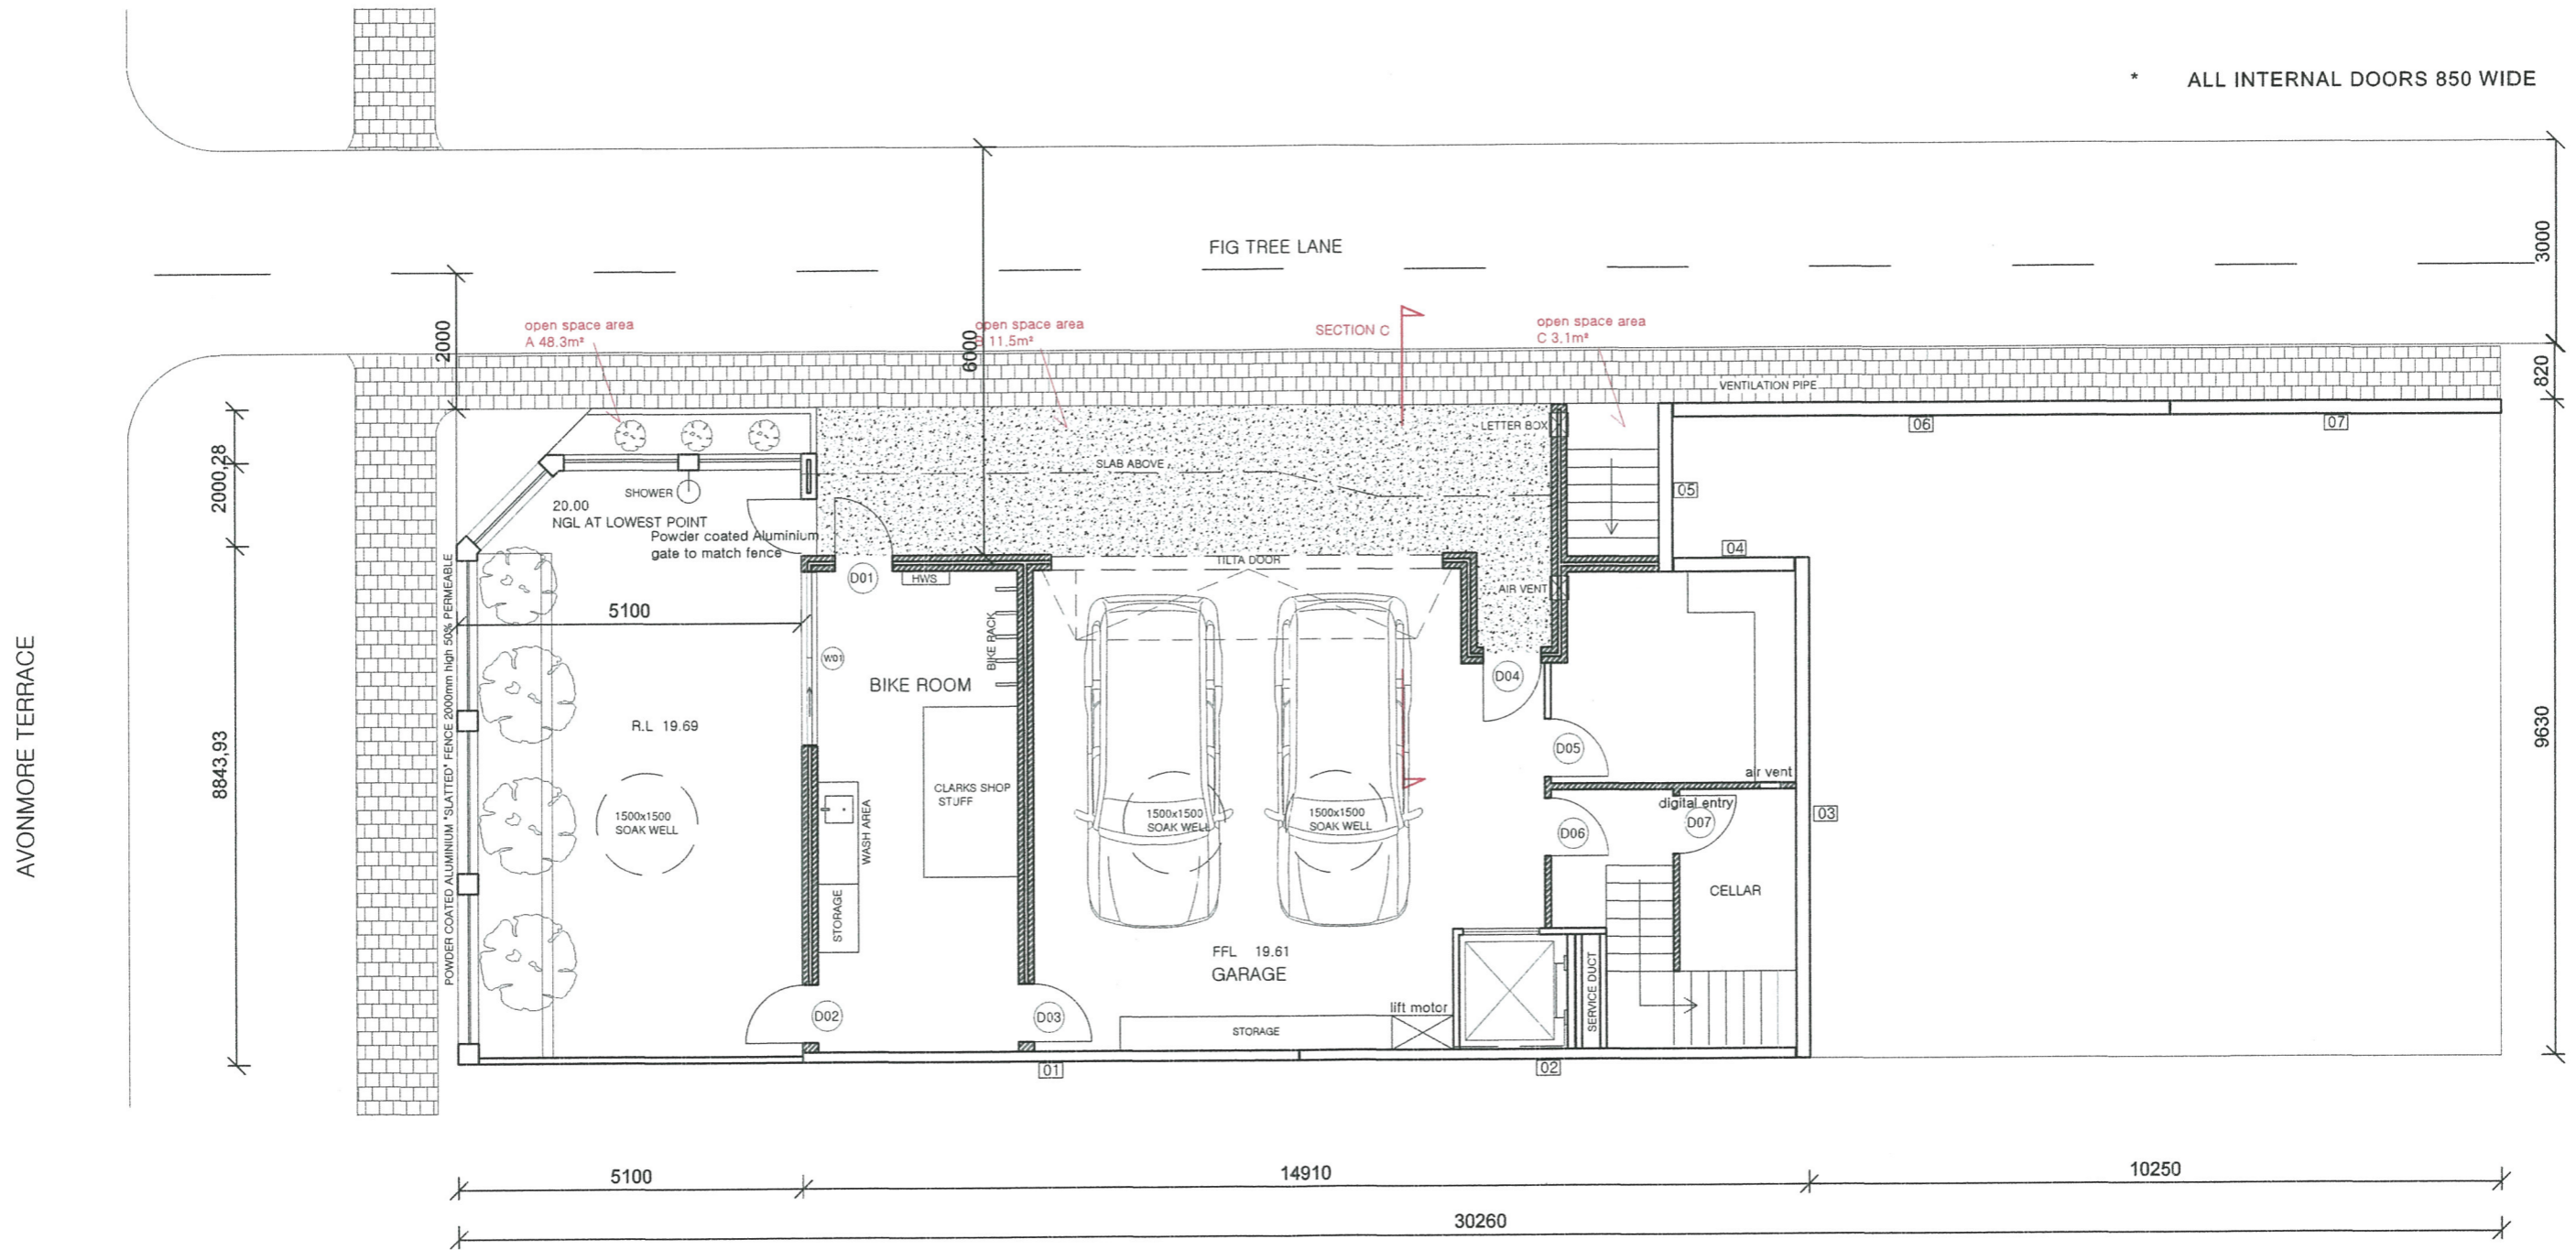 * ALL INTERNAL DOORS 850 WIDE
FIG TREE LANE
3000
2000
6000
open space area
A 48.3m²
open space area
B 11.5m²
SECTION C
open space area
C 3.1m²
820
VENTILATION PIPE
LETTER BOX
06
07
2000,28
SLAB ABOVE
SHOWER
05
20.00
NGL AT LOWEST POINT
Powder coated Aluminium
gate to match fence
04
TILTA DOOR
D01
HWS
AIR VENT
5100
BIKE RACK
W01
BIKE ROOM
D04
AVONMORE TERRACE
POWDER COATED ALUMINIUM "SLATTED" FENCE 2000mm high 50% PERMEABLE
R.L 19.69
8843,93
9630
D05
air vent
CLARKS SHOP
STUFF
digital entry
D07
03
1500x1500
SOAK WELL
1500x1500
SOAK WELL
1500x1500
SOAK WELL
WASH AREA
D06
CELLAR
STORAGE
FFL 19.61
GARAGE
SERVICE DUCT
lift motor
D02
D03
STORAGE
01
02
5100
14910
10250
30260